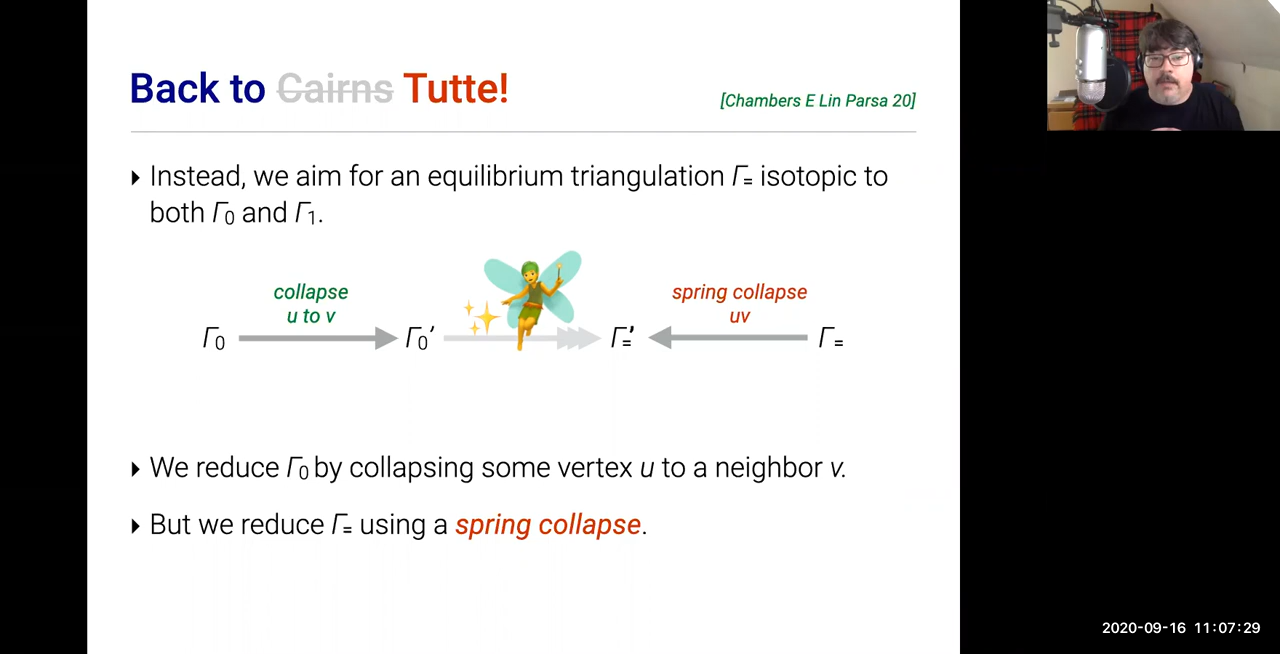 Back to Cairns Tutte!
[Chambers E Lin Parsa 20]
Instead, we aim for an equilibrium triangulation Γ₌ isotopic to
both Γ₀ and Γ₁.
collapse
u to v
spring collapse
uv
Γ₀ Γ₀′ Γ₌′ Γ₌
We reduce Γ₀ by collapsing some vertex u to a neighbor v.
But we reduce Γ₌ using a spring collapse.
2020-09-16 11:07:29